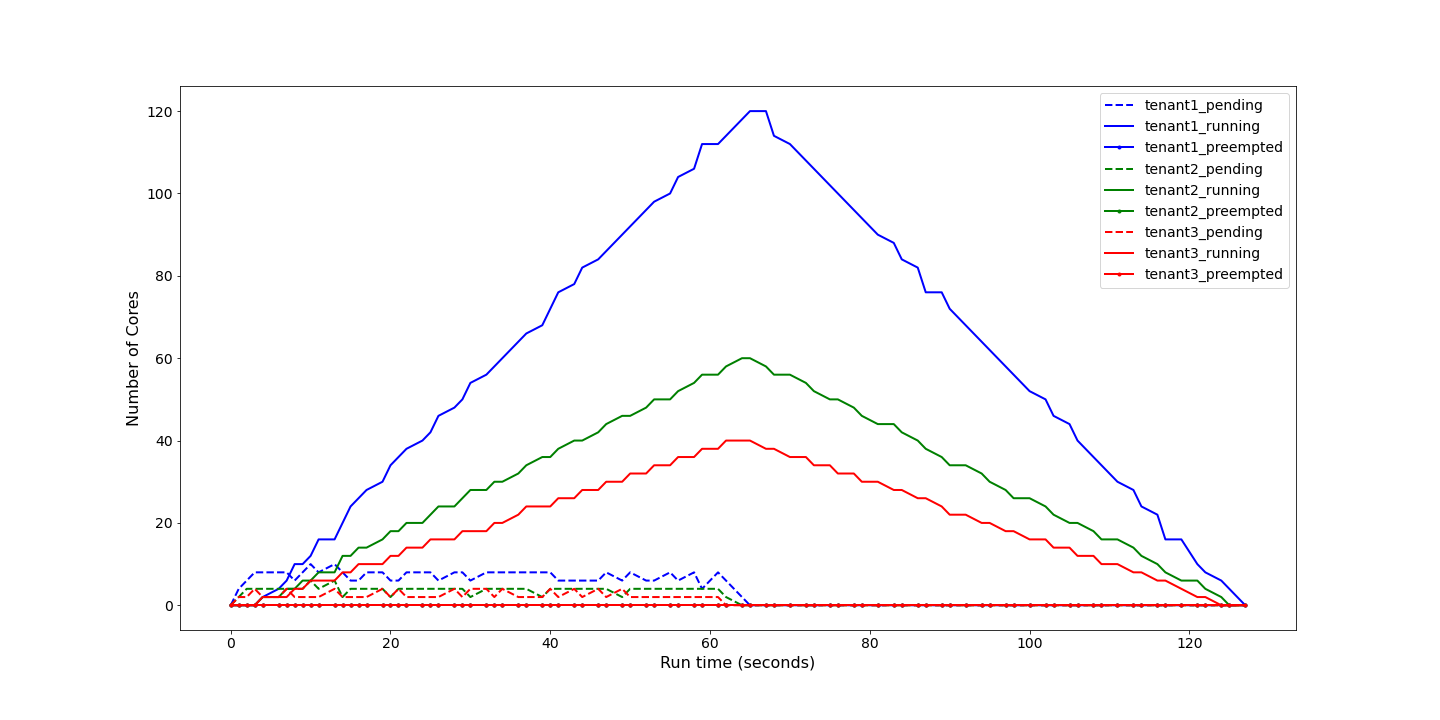 120
100
80
60
40
20
0
Number of Cores
0 20 40 60 80 100 120
Run time (seconds)
tenant1_pending
tenant1_running
tenant1_preempted
tenant2_pending
tenant2_running
tenant2_preempted
tenant3_pending
tenant3_running
tenant3_preempted